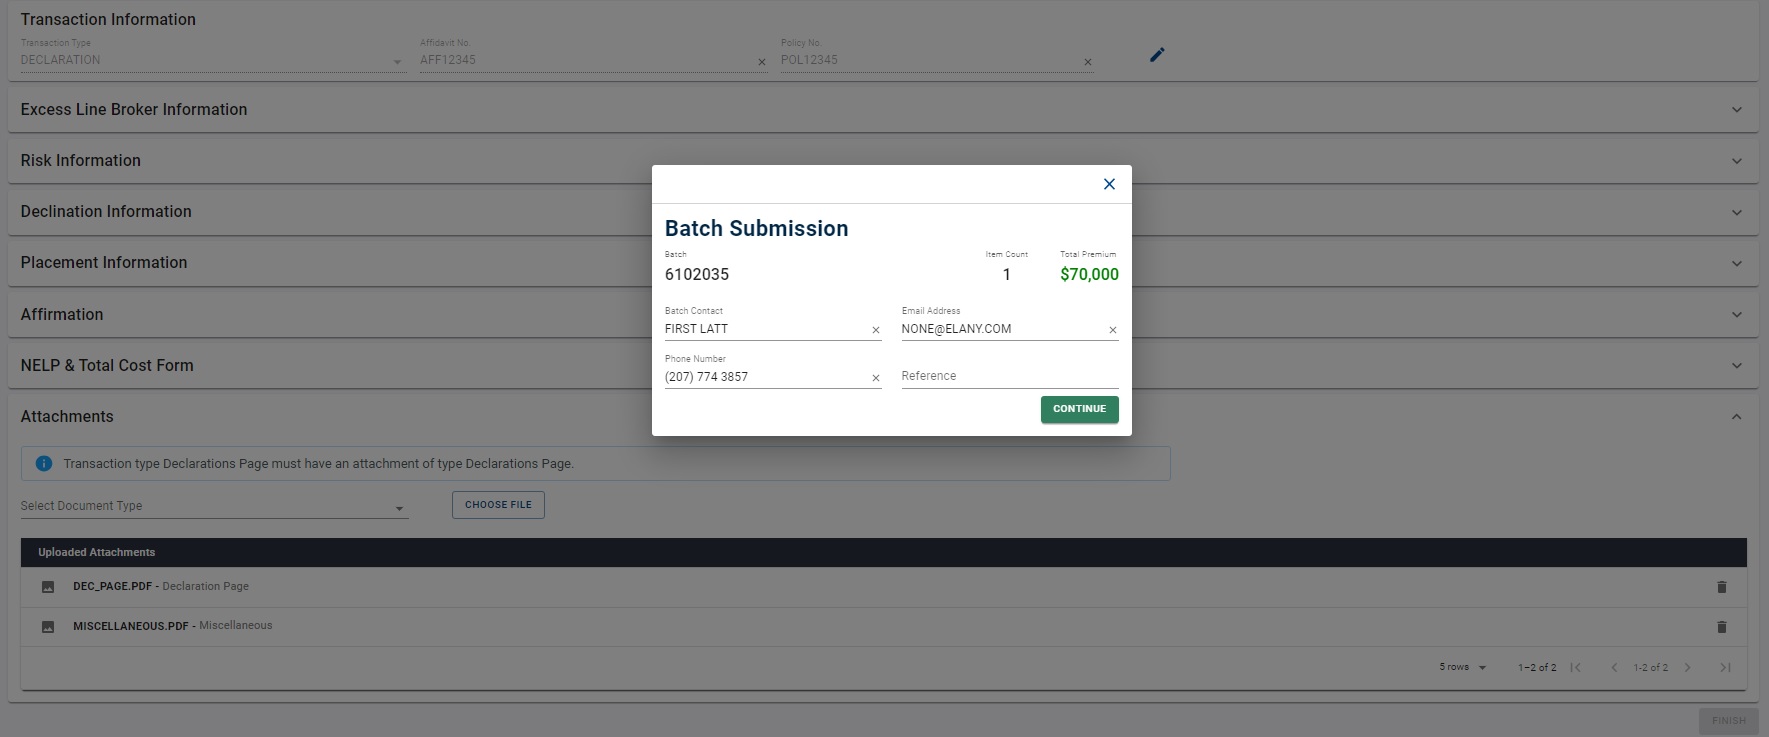 Transaction Information
Transaction Type
DECLARATION
Affidavit No.
AFF12345
Policy No.
POL12345
Excess Line Broker Information
Risk Information
Declination Information
Placement Information
Affirmation
NELP & Total Cost Form
Batch Submission
Batch
6102035
Item Count
1
Total Premium
$70,000
Batch Contact
FIRST LATT
Email Address
NONE@ELANY.COM
Phone Number
(207) 774 3857
Reference
CONTINUE
Attachments
Transaction type Declarations Page must have an attachment of type Declarations Page.
Select Document Type
CHOOSE FILE
Uploaded Attachments
DEC_PAGE.PDF - Declaration Page
MISCELLANEOUS.PDF - Miscellaneous
5 rows 1–2 of 2 1-2 of 2
FINISH